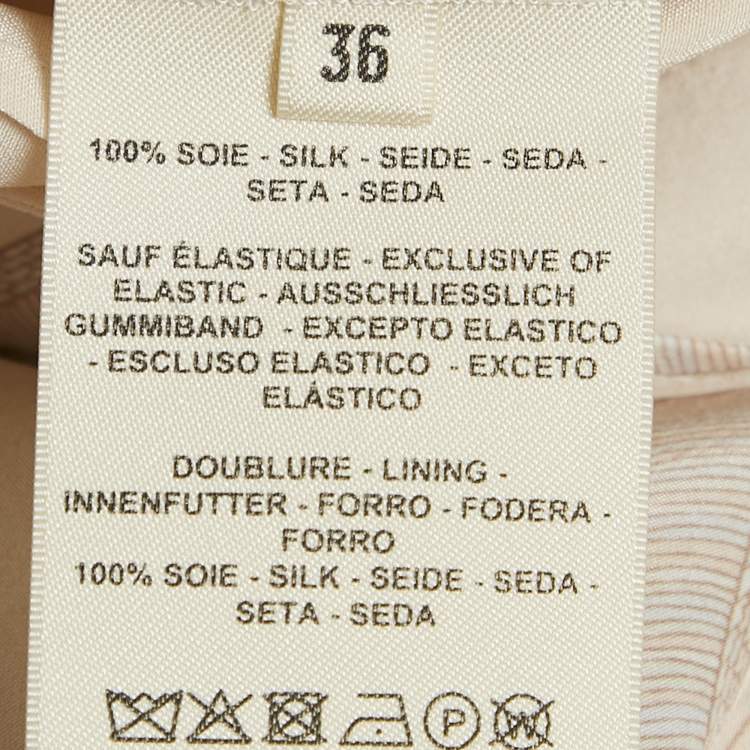 36
100% SOIE - SILK - SEIDE - SEDA -
SETA - SEDA
SAUF ÉLASTIQUE - EXCLUSIVE OF
ELASTIC - AUSSCHLIESSLICH
GUMMIBAND - EXCEPTO ELASTICO
- ESCLUSO ELASTICO - EXCETO
ELÁSTICO
DOUBLURE - LINING -
INNENFUTTER - FORRO - FODERA -
FORRO
100% SOIE - SILK - SEIDE - SEDA -
SETA - SEDA
P W